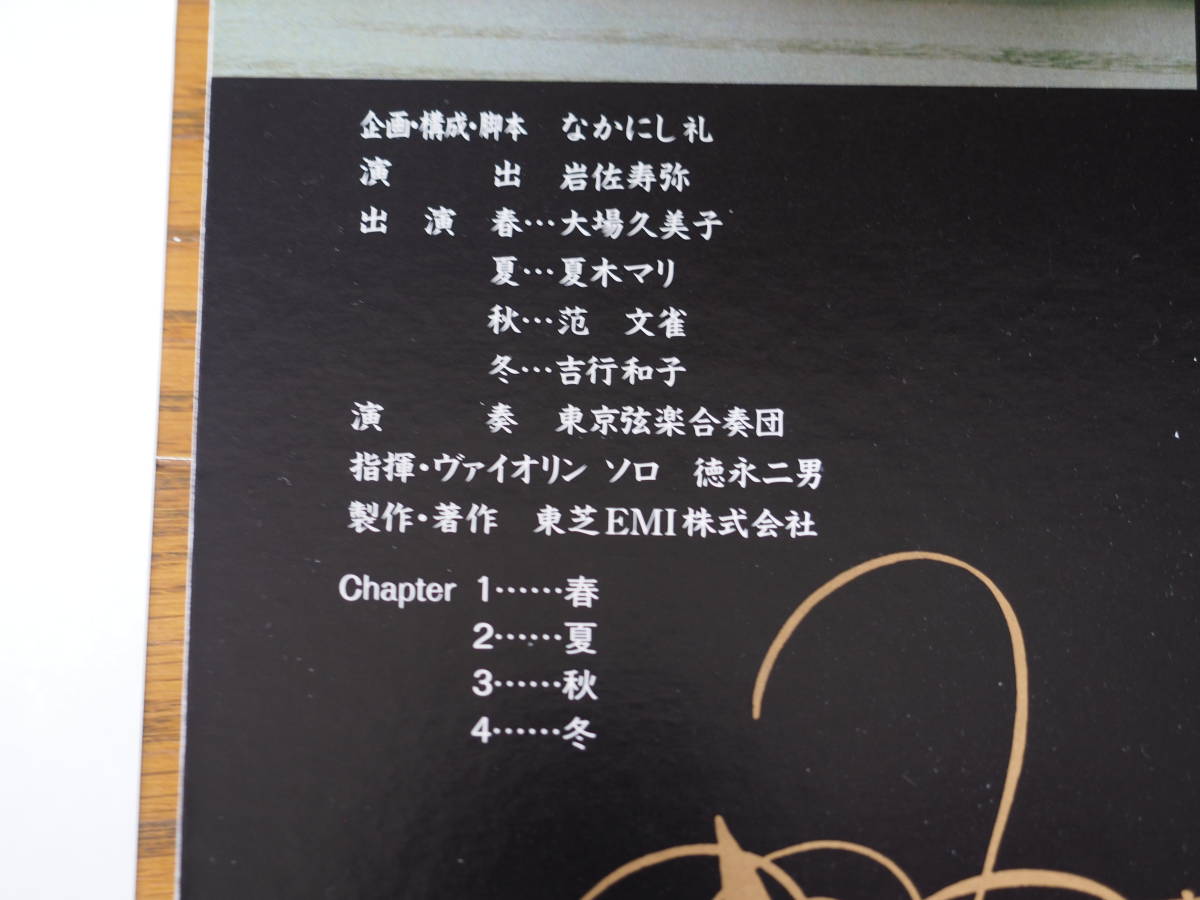 企画・構成・脚本 なかにし礼
演出 岩佐寿弥
出演 春…大場久美子
夏…夏木マリ
秋…范 文雀
冬…吉行和子
演奏 東京弦楽合奏団
指揮・ヴァイオリン ソロ 徳永二男
製作・著作 東芝EMI株式会社
Chapter 1……春
2……夏
3……秋
4……冬